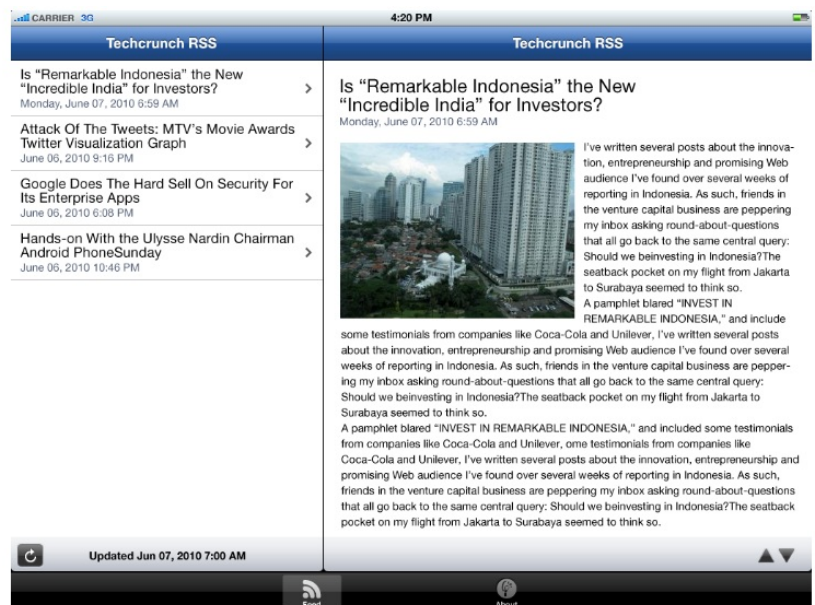 CARRIER 3G 4:20 PM
Techcrunch RSS
Is “Remarkable Indonesia” the New
“Incredible India” for Investors?
Monday, June 07, 2010 6:59 AM
Attack Of The Tweets: MTV’s Movie Awards
Twitter Visualization Graph
June 06, 2010 9:16 PM
Google Does The Hard Sell On Security For
Its Enterprise Apps
June 06, 2010 6:08 PM
Hands-on With the Ulysse Nardin Chairman
Android PhoneSunday
June 06, 2010 10:46 PM
Updated Jun 07, 2010 7:00 AM
Techcrunch RSS
Is “Remarkable Indonesia” the New
“Incredible India” for Investors?
Monday, June 07, 2010 6:59 AM
I’ve written several posts about the innova-
tion, entrepreneurship and promising Web
audience I’ve found over several weeks of
reporting in Indonesia. As such, friends in
the venture capital business are peppering
my inbox asking round-about-questions
that all go back to the same central query:
Should we beinvesting in Indonesia?The
seatback pocket on my flight from Jakarta
to Surabaya seemed to think so.
A pamphlet blared “INVEST IN
REMARKABLE INDONESIA,” and include
some testimonials from companies like Coca-Cola and Unilever, I’ve written several posts
about the innovation, entrepreneurship and promising Web audience I’ve found over several
weeks of reporting in Indonesia. As such, friends in the venture capital business are pepper-
ing my inbox asking round-about-questions that all go back to the same central query:
Should we beinvesting in Indonesia?The seatback pocket on my flight from Jakarta to
Surabaya seemed to think so.
A pamphlet blared “INVEST IN REMARKABLE INDONESIA,” and included some testimonials
from companies like Coca-Cola and Unilever, ome testimonials from companies like
Coca-Cola and Unilever, I’ve written several posts about the innovation, entrepreneurship and
promising Web audience I’ve found over several weeks of reporting in Indonesia. As such,
friends in the venture capital business are peppering my inbox asking round-about-questions
that all go back to the same central query: Should we beinvesting in Indonesia?The seatback
pocket on my flight from Jakarta to Surabaya seemed to think so.
Feed
About